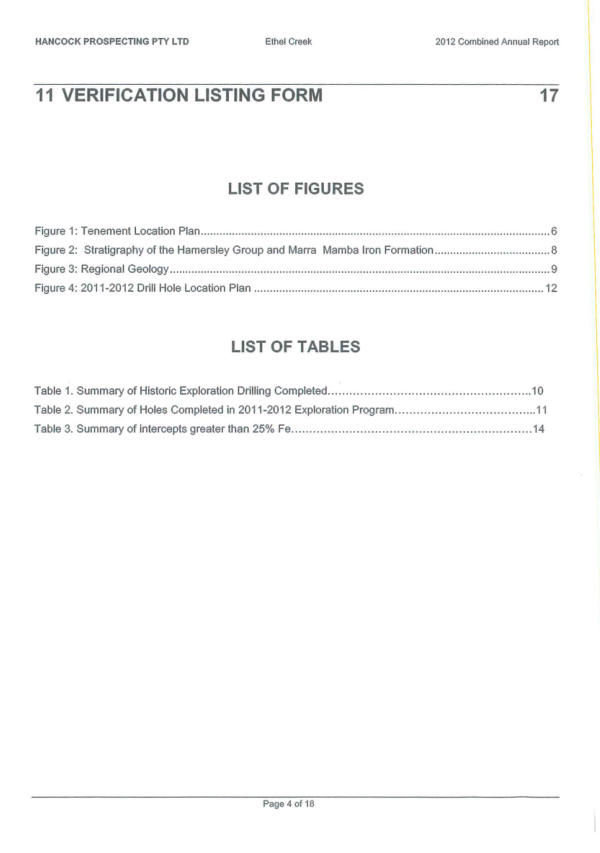 HANCOCK PROSPECTING PTY LTD Ethel Creek 2012 Combined Annual Report
11 VERIFICATION LISTING FORM 17
LIST OF FIGURES
Figure 1: Tenement Location Plan.....6
Figure 2: Stratigraphy of the Hamersley Group and Marra Mamba Iron Formation.....8
Figure 3: Regional Geology.....9
Figure 4: 2011-2012 Drill Hole Location Plan .....12
LIST OF TABLES
Table 1. Summary of Historic Exploration Drilling Completed.....10
Table 2. Summary of Holes Completed in 2011-2012 Exploration Program.....11
Table 3. Summary of intercepts greater than 25% Fe.....14
Page 4 of 18